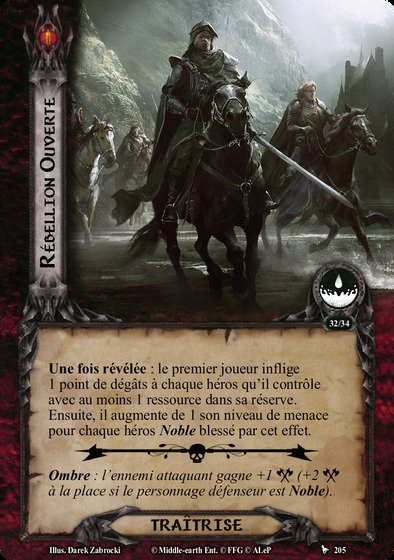 RÉBELLION OUVERTE
32/34
Une fois révélée : le premier joueur inflige
1 point de dégâts à chaque héros qu'il contrôle
avec au moins 1 ressource dans sa réserve.
Ensuite, il augmente de 1 son niveau de menace
pour chaque héros Noble blessé par cet effet.
Ombre : l'ennemi attaquant gagne +1 (+2
à la place si le personnage défenseur est Noble).
TRAÎTRISE
Illus. Darek Zabrocki © Middle-earth Ent. © FFG © ALeP 205